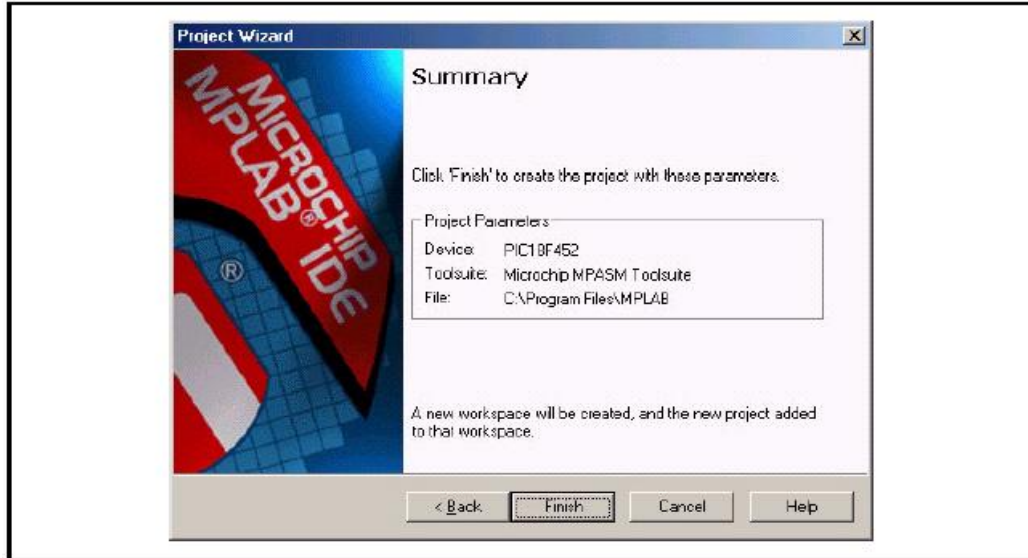 Project Wizard
MICROCHIP
MPLAB® IDE
®
Summary
Click 'Finish' to create the project with these parameters.
Project Parameters
Device: PIC18F452
Toolsuite: Microchip MPASM Toolsuite
File: C:\Program Files\MPLAB
A new workspace will be created, and the new project added
to that workspace.
< Back Finish Cancel Help